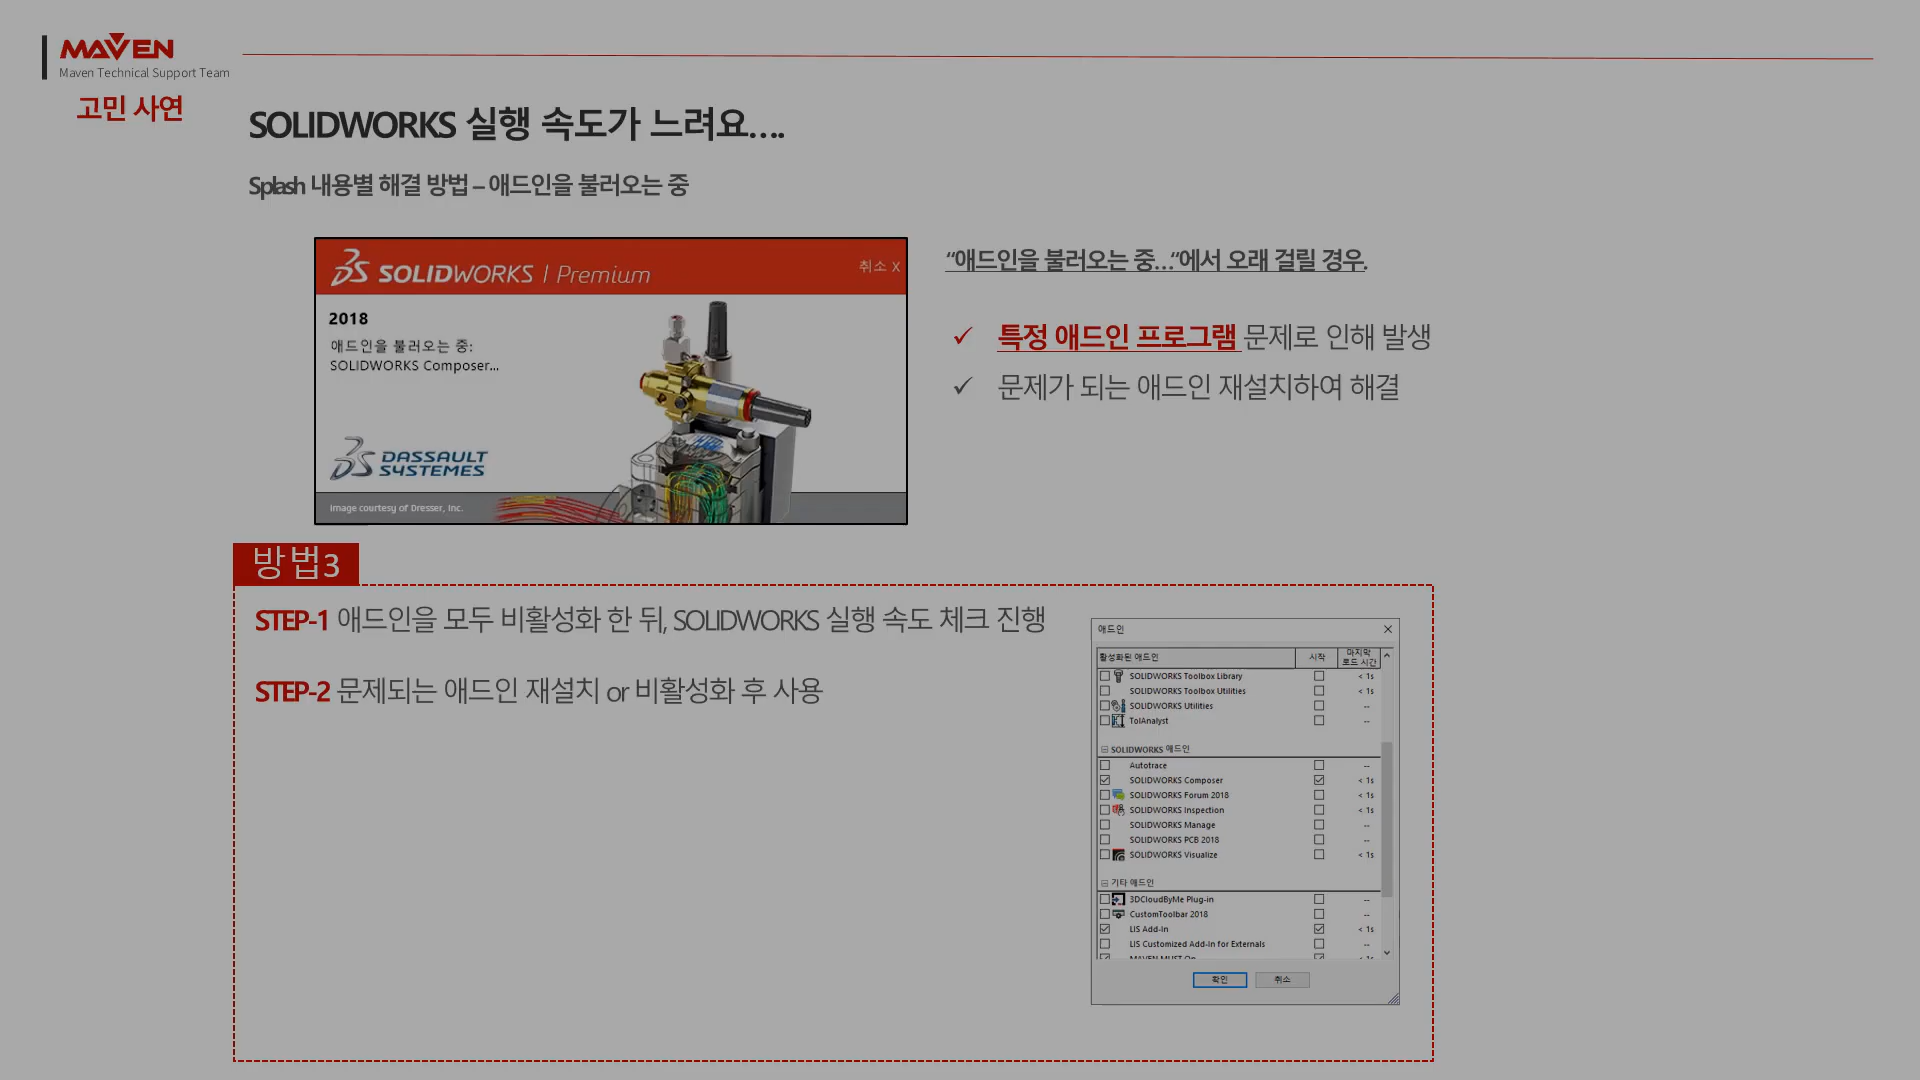 MAVEN
Maven Technical Support Team
고민 사연
SOLIDWORKS 실행 속도가 느려요....
Splash 내용별 해결 방법 – 애드인을 불러오는 중
SOLIDWORKS | Premium
취소 X
2018
애드인을 불러오는 중:
SOLIDWORKS Composer...
DASSAULT
SYSTEMES
Image courtesy of Dresser, Inc.
“애드인을 불러오는 중…“에서 오래 걸릴 경우.
✓ 특정 애드인 프로그램 문제로 인해 발생
✓ 문제가 되는 애드인 재설치하여 해결
방법3
STEP-1 애드인을 모두 비활성화 한 뒤, SOLIDWORKS 실행 속도 체크 진행
STEP-2 문제되는 애드인 재설치 or 비활성화 후 사용
애드인
활성화된 애드인 시작 마지막 로드 시간
SOLIDWORKS Toolbox Library < 1s
SOLIDWORKS Toolbox Utilities < 1s
SOLIDWORKS Utilities --
TolAnalyst --
SOLIDWORKS 애드인
Autotrace --
SOLIDWORKS Composer < 1s
SOLIDWORKS Forum 2018 < 1s
SOLIDWORKS Inspection < 1s
SOLIDWORKS Manage --
SOLIDWORKS PCB 2018 --
SOLIDWORKS Visualize < 1s
기타 애드인
3DCloudByMe Plug-in --
CustomToolbar 2018 --
LIS Add-In < 1s
LIS Customized Add-In for Externals --
MAVEN MUST On < 1s
확인 취소